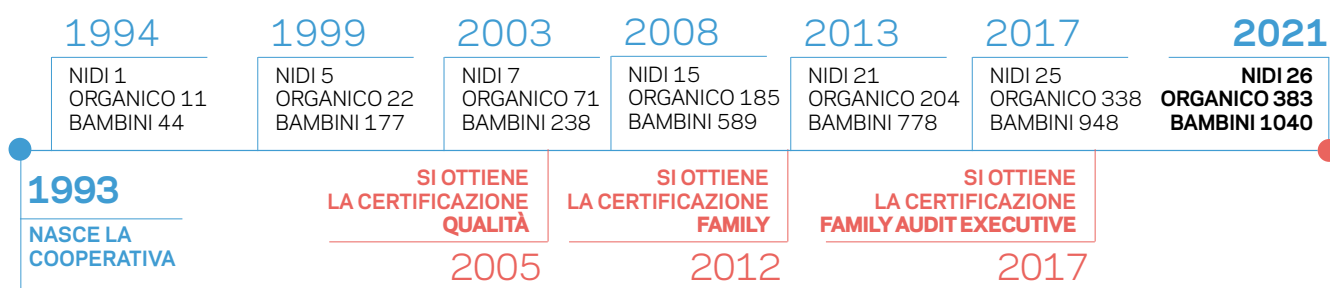 1994
NIDI 1
ORGANICO 11
BAMBINI 44
1999
NIDI 5
ORGANICO 22
BAMBINI 177
2003
NIDI 7
ORGANICO 71
BAMBINI 238
2008
NIDI 15
ORGANICO 185
BAMBINI 589
2013
NIDI 21
ORGANICO 204
BAMBINI 778
2017
NIDI 25
ORGANICO 338
BAMBINI 948
2021
NIDI 26
ORGANICO 383
BAMBINI 1040
1993
NASCE LA
COOPERATIVA
SI OTTIENE
LA CERTIFICAZIONE
QUALITÀ
2005
SI OTTIENE
LA CERTIFICAZIONE
FAMILY
2012
SI OTTIENE
LA CERTIFICAZIONE
FAMILY AUDIT EXECUTIVE
2017